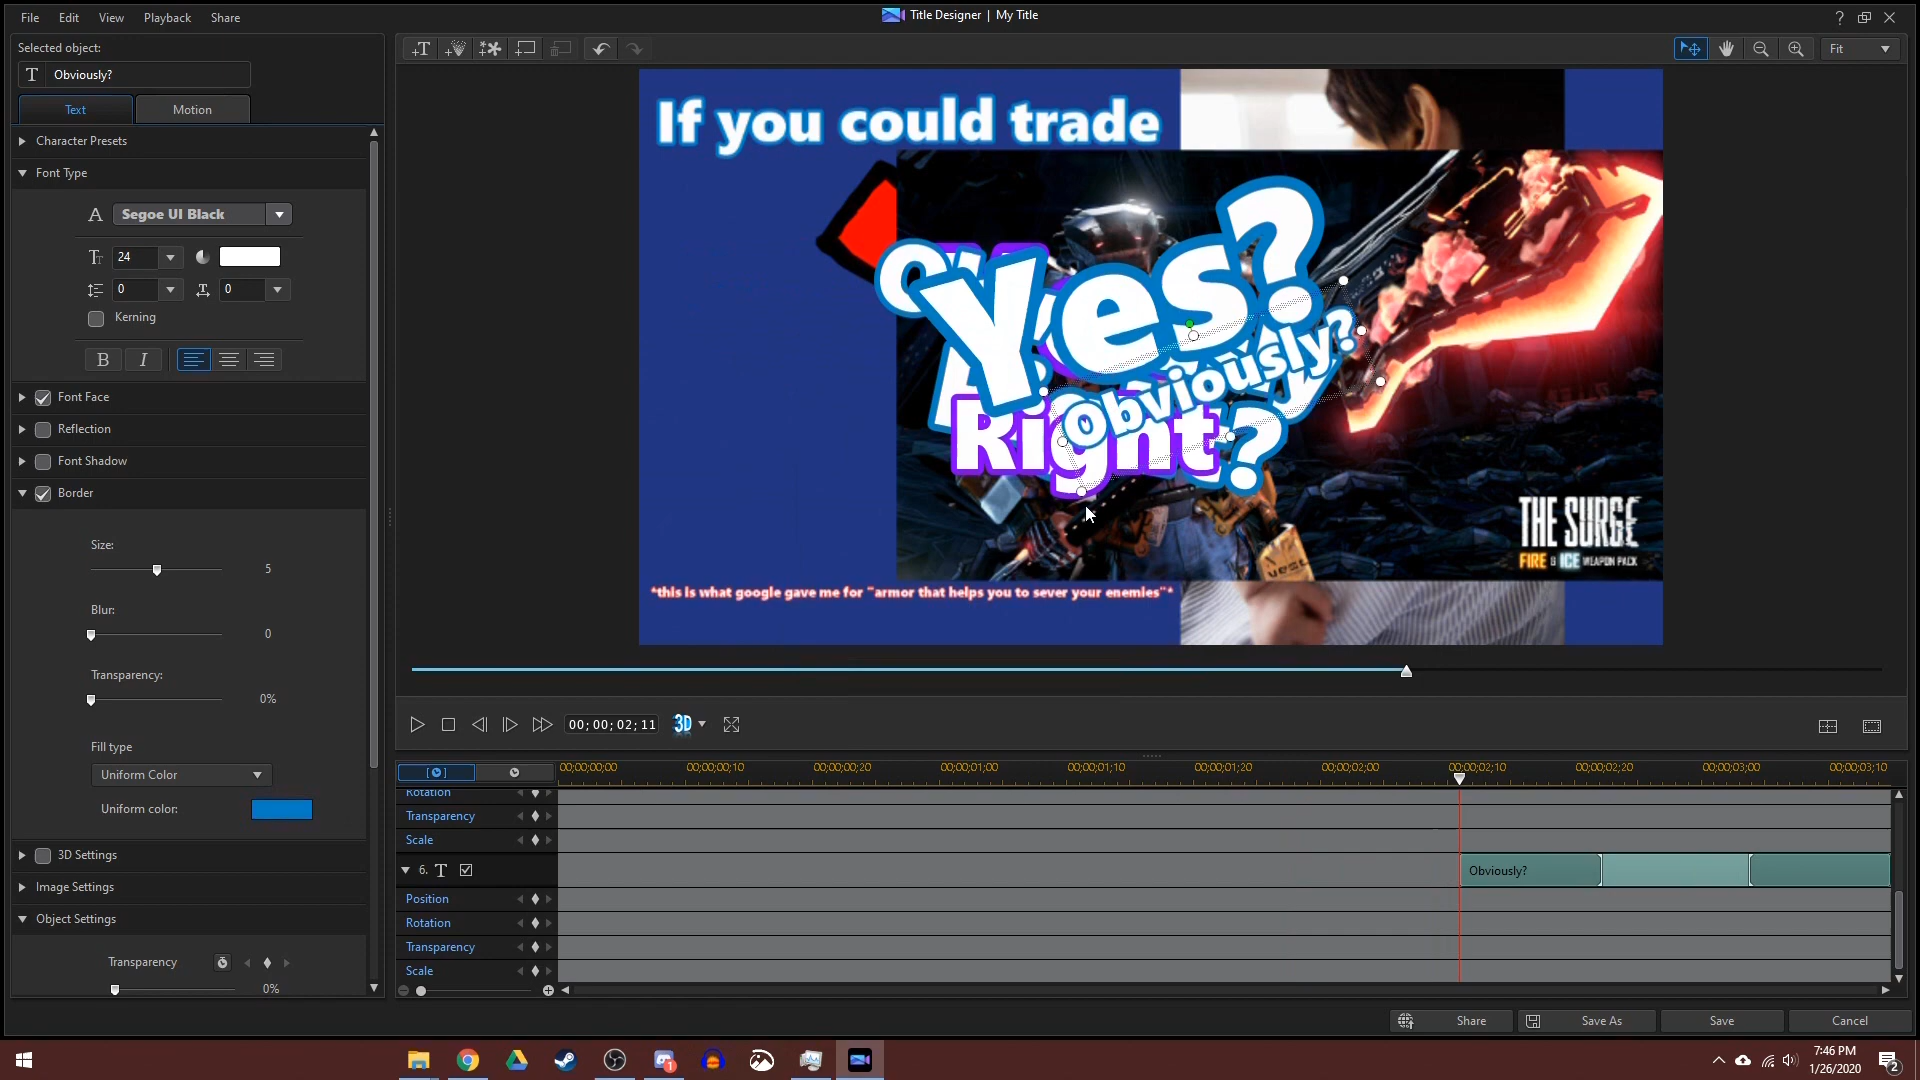 File Edit View Playback Share
Title Designer | My Title
Selected object:
T Obviously?
Text Motion
Character Presets
Font Type
A Segoe UI Black
24
0 0
Kerning
B I
Font Face
Reflection
Font Shadow
Border
Size:
5
Blur:
0
Transparency:
0%
Fill type
Uniform Color
Uniform color:
3D Settings
Image Settings
Object Settings
Transparency
0%
Fit
If you could trade
Yes?
Obviously?
Right?
THE SURGE
FIRE & ICE WEAPON PACK
*this is what google gave me for "armor that helps you to sever your enemies"*
00;00;02;11 3D
00;00;00;00 00;00;00;10 00;00;00;20 00;00;01;00 00;00;01;10 00;00;01;20 00;00;02;00 00;00;02;10 00;00;02;20 00;00;03;00 00;00;03;10
Rotation
Transparency
Scale
6. T Obviously?
Position
Rotation
Transparency
Scale
Share Save As Save Cancel
7:46 PM
1/26/2020
1
2